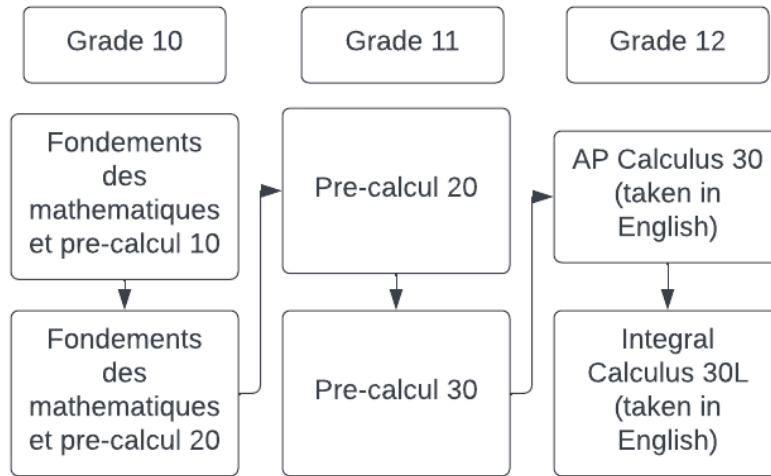 Grade 10
Grade 11
Grade 12
Fondements
des
mathematiques
et pre-calcul 10
Pre-calcul 20
AP Calculus 30
(taken in
English)
Fondements
des
mathematiques
et pre-calcul 20
Pre-calcul 30
Integral
Calculus 30L
(taken in
English)